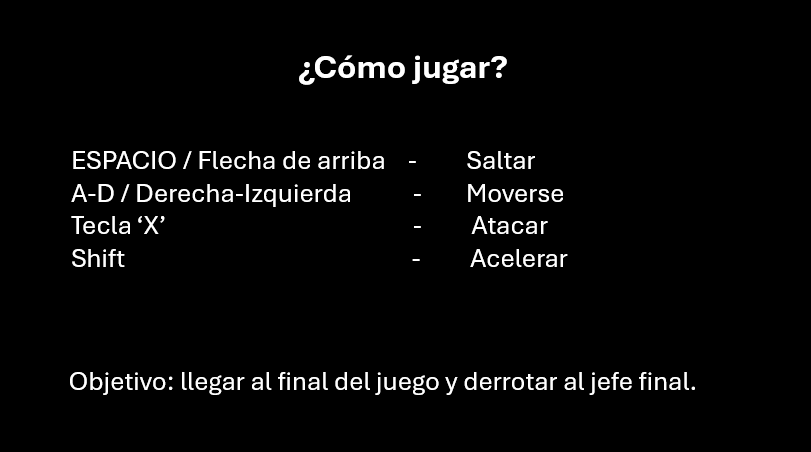 ¿Cómo jugar?
ESPACIO / Flecha de arriba - Saltar
A-D / Derecha-Izquierda - Moverse
Tecla ‘X’ - Atacar
Shift - Acelerar
Objetivo: llegar al final del juego y derrotar al jefe final.